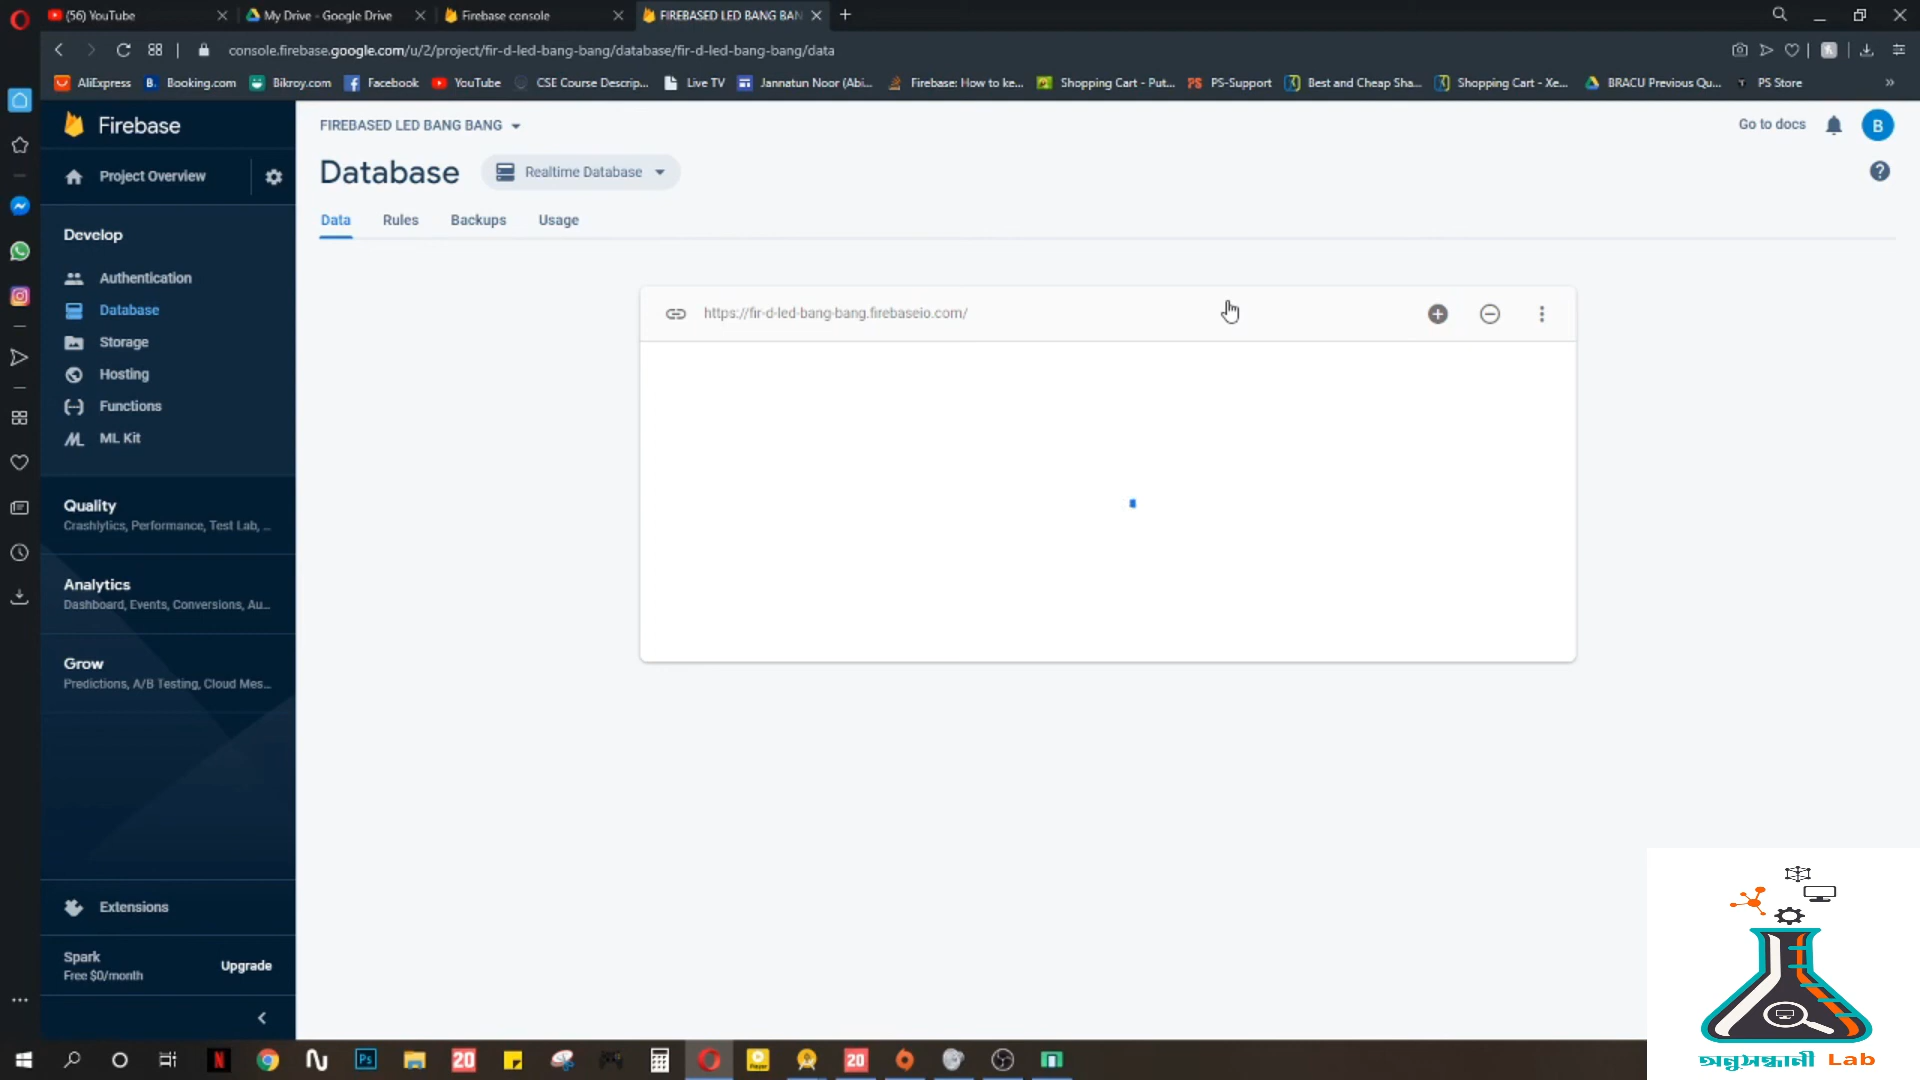 (56) YouTube
My Drive - Google Drive
Firebase console
FIREBASED LED BANG BAN
console.firebase.google.com/u/2/project/fir-d-led-bang-bang/database/fir-d-led-bang-bang/data
AliExpress
Booking.com
Bikroy.com
Facebook
YouTube
CSE Course Descrip...
Live TV
Jannatun Noor (Abi...
Firebase: How to ke...
Shopping Cart - Put...
PS-Support
Best and Cheap Sha...
Shopping Cart - Xe...
BRACU Previous Qu...
PS Store
Firebase
FIREBASED LED BANG BANG
Go to docs
B
Project Overview
Database
Realtime Database
Data
Rules
Backups
Usage
Develop
Authentication
Database
Storage
Hosting
Functions
ML Kit
https://fir-d-led-bang-bang.firebaseio.com/
Quality
Crashlytics, Performance, Test Lab, ...
Analytics
Dashboard, Events, Conversions, Au...
Grow
Predictions, A/B Testing, Cloud Mes...
Extensions
Spark
Free $0/month
Upgrade
অনুসন্ধানী Lab